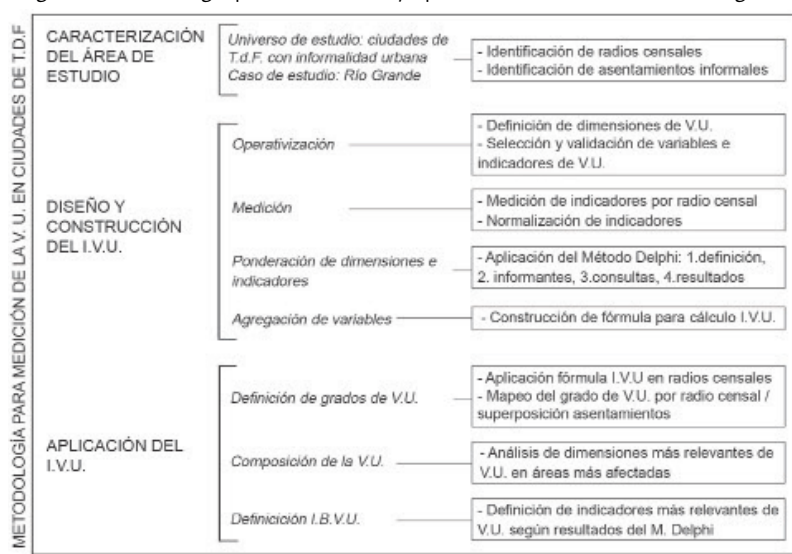 METODOLOGÍA PARA MEDICIÓN DE LA V. U. EN CIUDADES DE T.D.F
CARACTERIZACIÓN
DEL ÁREA DE
ESTUDIO
Universo de estudio: ciudades de
T.d.F. con informalidad urbana
Caso de estudio: Río Grande
- Identificación de radios censales
- Identificación de asentamientos informales
DISEÑO Y
CONSTRUCCIÓN
DEL I.V.U.
Operativización
- Definición de dimensiones de V.U.
- Selección y validación de variables e
indicadores de V.U.
Medición
- Medición de indicadores por radio censal
- Normalización de indicadores
Ponderación de dimensiones e
indicadores
- Aplicación del Método Delphi: 1.definición,
2. informantes, 3.consultas, 4.resultados
Agregación de variables
- Construcción de fórmula para cálculo I.V.U.
APLICACIÓN DEL
I.V.U.
Definición de grados de V.U.
- Aplicación fórmula I.V.U en radios censales
- Mapeo del grado de V.U. por radio censal /
superposición asentamientos
Composición de la V.U.
- Análisis de dimensiones más relevantes de
V.U. en áreas más afectadas
Definicición I.B.V.U.
- Definición de indicadores más relevantes de
V.U. según resultados del M. Delphi